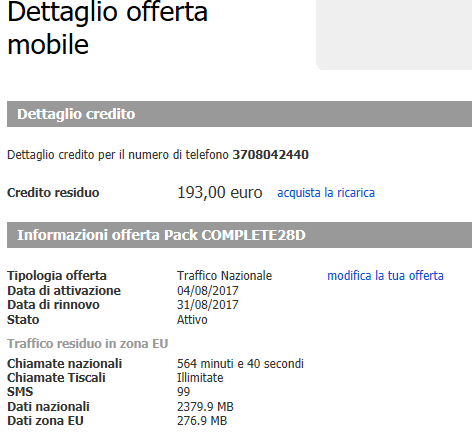 Dettaglio offerta
mobile
Dettaglio credito
Dettaglio credito per il numero di telefono 3708042440
Credito residuo 193,00 euro acquista la ricarica
Informazioni offerta Pack COMPLETE28D
Tipologia offerta Traffico Nazionale modifica la tua offerta
Data di attivazione 04/08/2017
Data di rinnovo 31/08/2017
Stato Attivo
Traffico residuo in zona EU
Chiamate nazionali 564 minuti e 40 secondi
Chiamate Tiscali Illimitate
SMS 99
Dati nazionali 2379.9 MB
Dati zona EU 276.9 MB